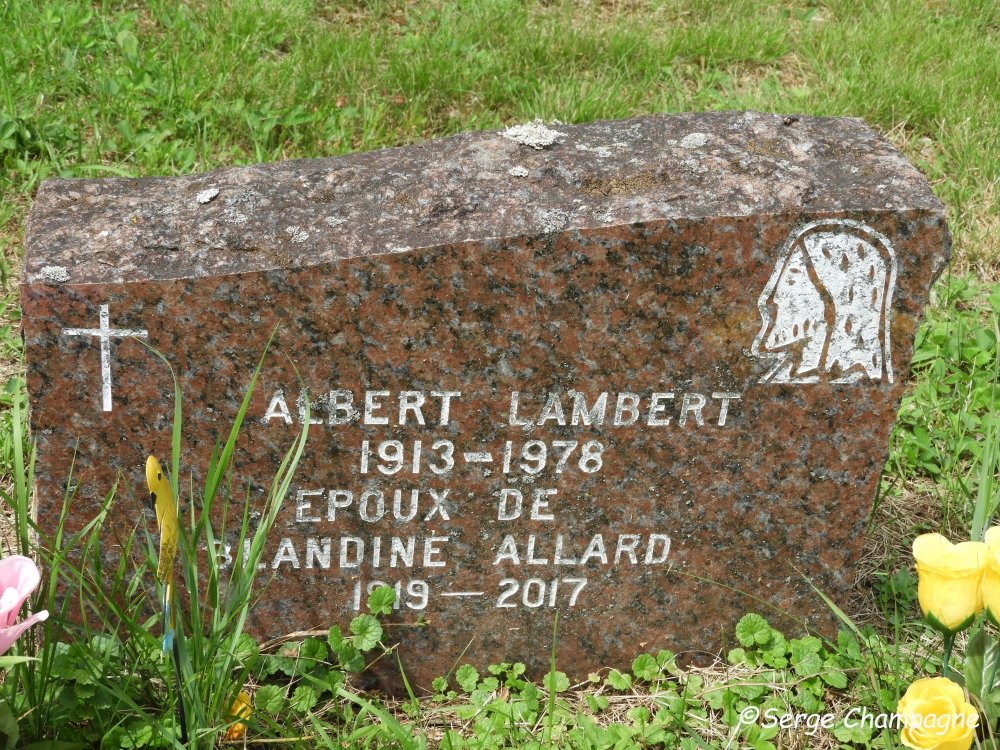 ALBERT LAMBERT
1913-1978
EPOUX DE
BLANDINE ALLARD
1919-2017
©Serge Champagne